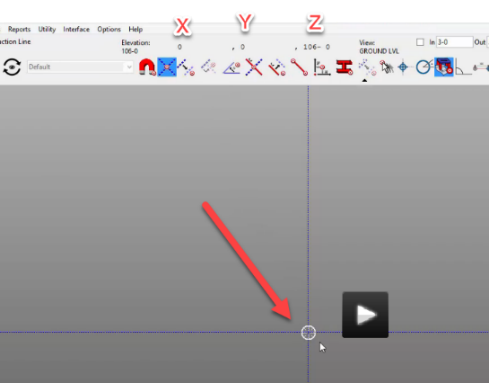 X Y Z
Reports Utility Interface Options Help
ction Line Elevation: 0 , 0 , 106- 0 View: In 3-0 Out
106-0 GROUND LVL
Default